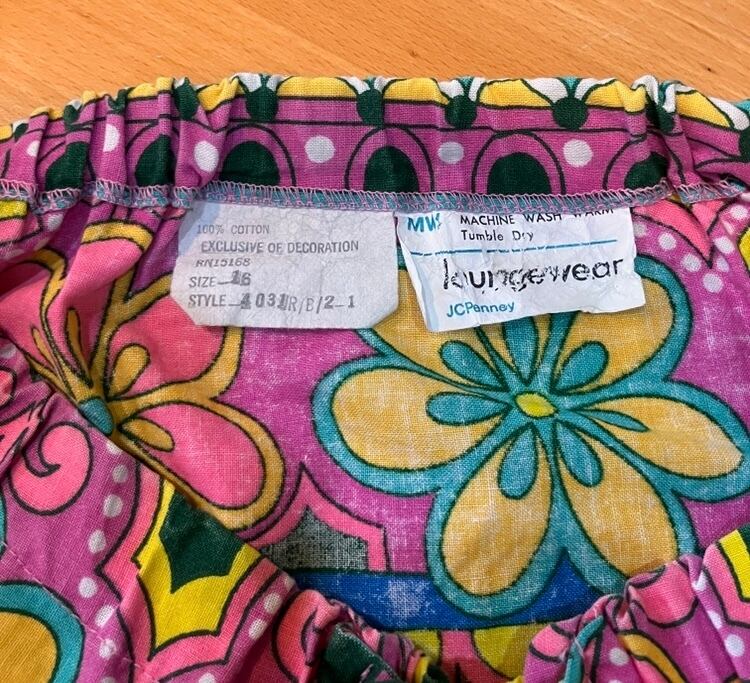 100% COTTON
EXCLUSIVE OF DECORATION
RN15168
SIZE 16
STYLE 4031R/B/2-1
MW
MACHINE WASH WARM
Tumble Dry
loungewear
JCPenney